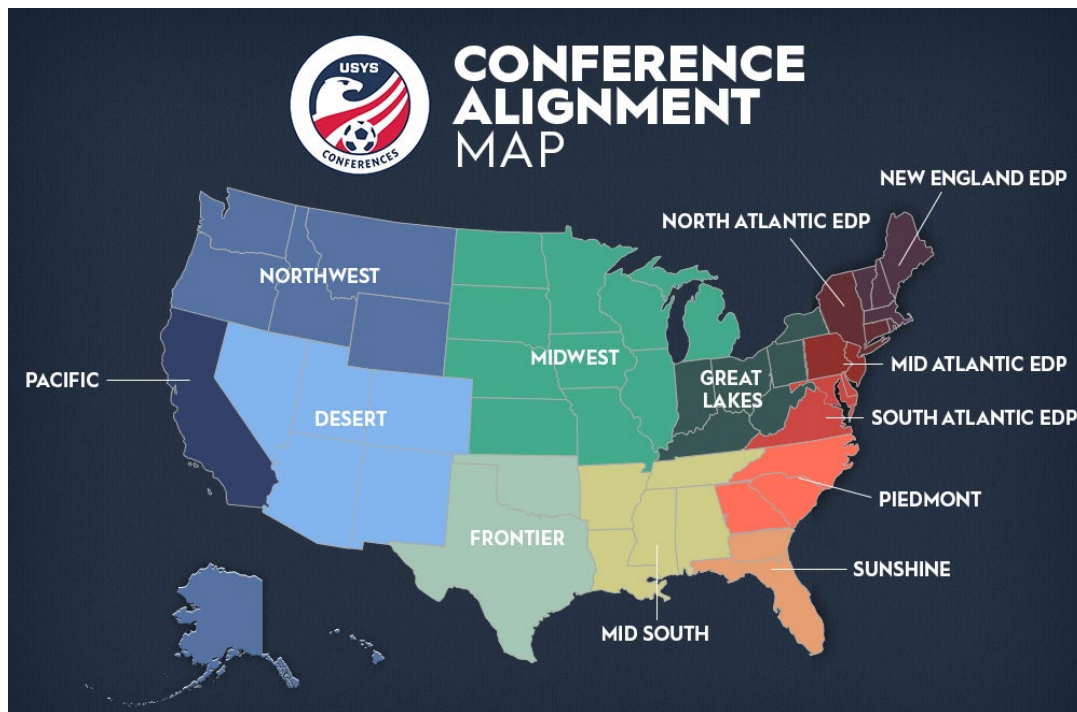 USYS
CONFERENCES
CONFERENCE
ALIGNMENT
MAP
NEW ENGLAND EDP
NORTH ATLANTIC EDP
NORTHWEST
MIDWEST
PACIFIC
GREAT
LAKES
MID ATLANTIC EDP
DESERT
SOUTH ATLANTIC EDP
PIEDMONT
FRONTIER
SUNSHINE
MID SOUTH